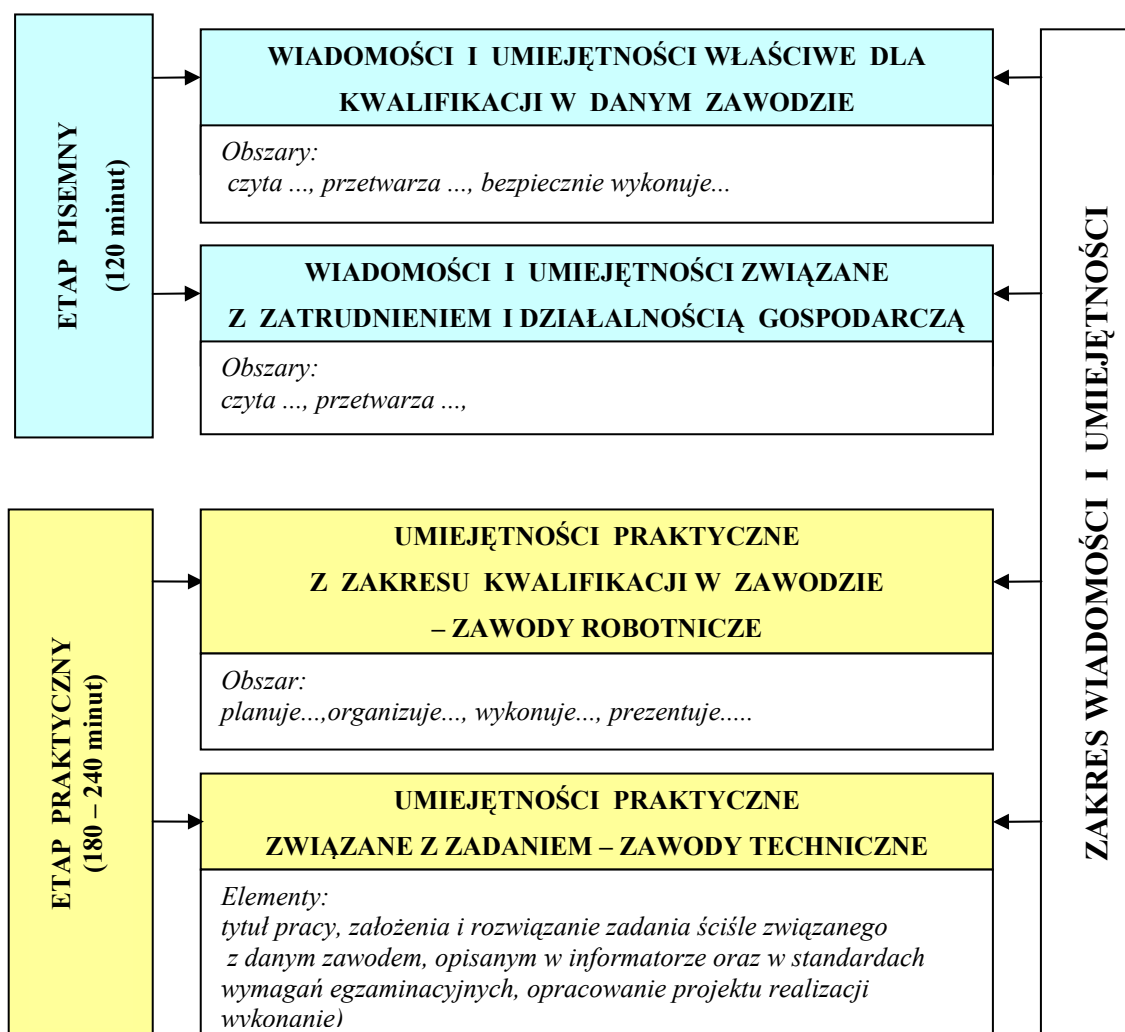 ETAP PISEMNY
(120 minut)
WIADOMOŚCI I UMIEJĘTNOŚCI WŁAŚCIWE DLA
KWALIFIKACJI W DANYM ZAWODZIE
Obszary:
czyta ..., przetwarza ..., bezpiecznie wykonuje...
WIADOMOŚCI I UMIEJĘTNOŚCI ZWIĄZANE
Z ZATRUDNIENIEM I DZIAŁALNOŚCIĄ GOSPODARCZĄ
Obszary:
czyta ..., przetwarza ...,
ETAP PRAKTYCZNY
(180 – 240 minut)
UMIEJĘTNOŚCI PRAKTYCZNE
Z ZAKRESU KWALIFIKACJI W ZAWODZIE
– ZAWODY ROBOTNICZE
Obszar:
planuje...,organizuje..., wykonuje..., prezentuje.....
UMIEJĘTNOŚCI PRAKTYCZNE
ZWIĄZANE Z ZADANIEM – ZAWODY TECHNICZNE
Elementy:
tytuł pracy, założenia i rozwiązanie zadania ściśle związanego
z danym zawodem, opisanym w informatorze oraz w standardach
wymagań egzaminacyjnych, opracowanie projektu realizacji
wykonanie)
ZAKRES WIADOMOŚCI I UMIEJĘTNOŚCI